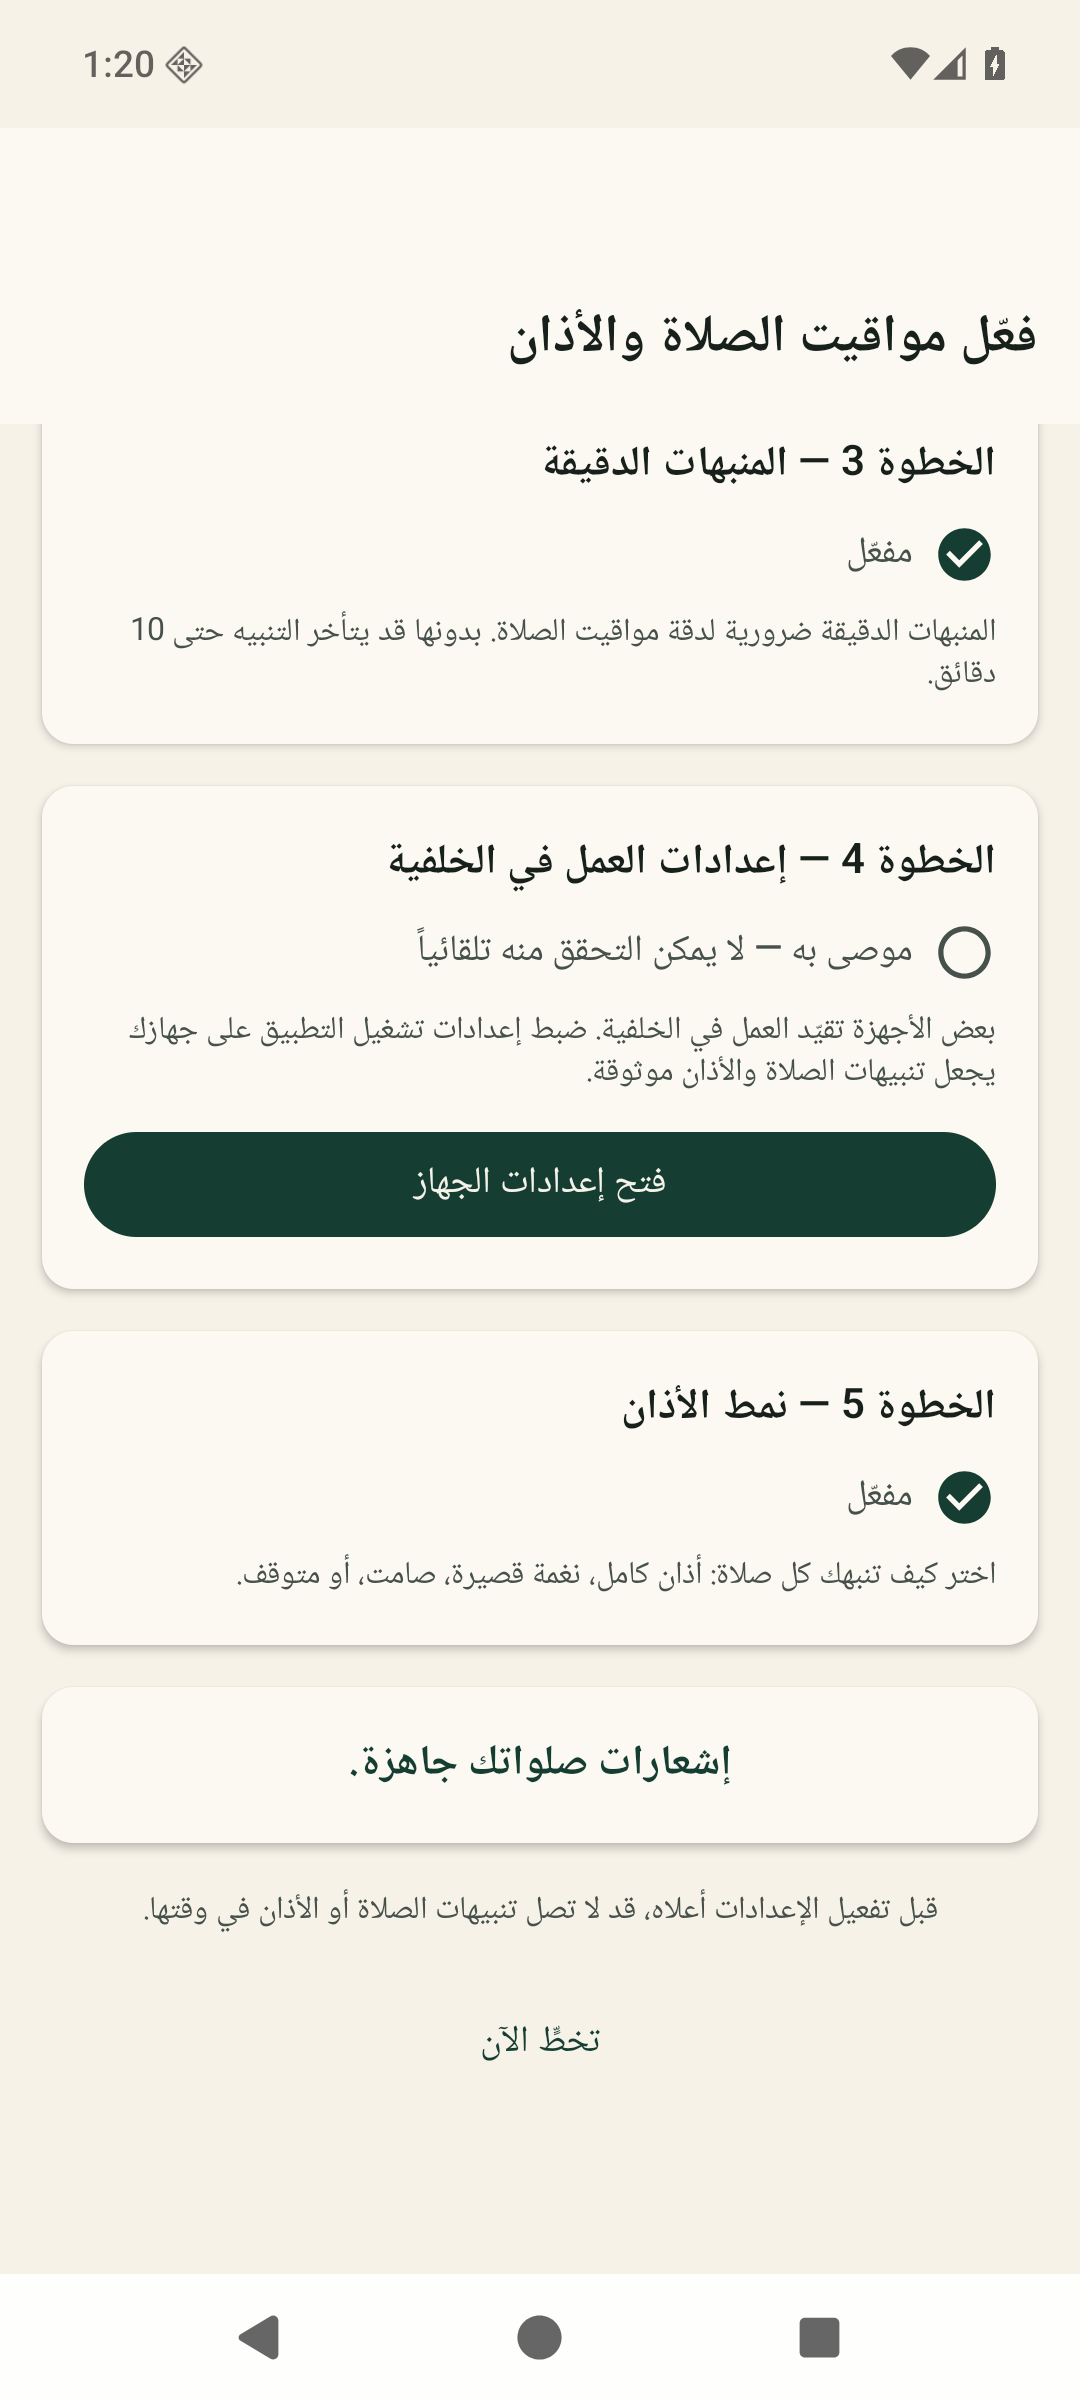 1:20
فعّل مواقيت الصلاة والأذان
الخطوة 3 — المنبهات الدقيقة
مفعّل
المنبهات الدقيقة ضرورية لدقة مواقيت الصلاة. بدونها قد يتأخر التنبيه حتى 10
دقائق.
الخطوة 4 — إعدادات العمل في الخلفية
موصى به — لا يمكن التحقق منه تلقائياً
بعض الأجهزة تقيّد العمل في الخلفية. ضبط إعدادات تشغيل التطبيق على جهازك
يجعل تنبيهات الصلاة والأذان موثوقة.
فتح إعدادات الجهاز
الخطوة 5 — نمط الأذان
مفعّل
اختر كيف تنبهك كل صلاة: أذان كامل، نغمة قصيرة، صامت، أو متوقف.
إشعارات صلواتك جاهزة.
قبل تفعيل الإعدادات أعلاه، قد لا تصل تنبيهات الصلاة أو الأذان في وقتها.
تخطٍّ الآن